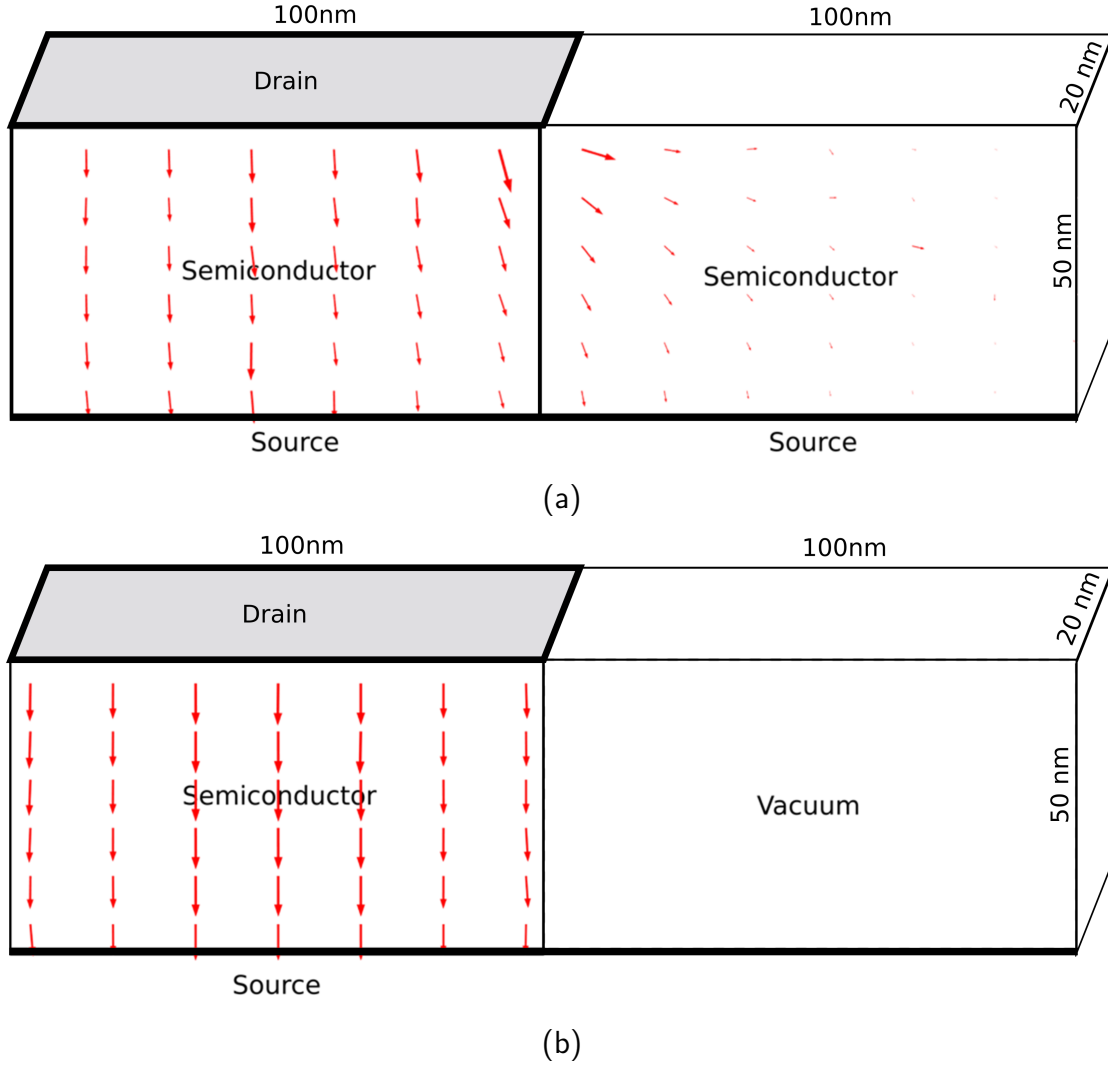 100nm
100nm
Drain
20 nm
Semiconductor
Semiconductor
50 nm
Source
Source
(a)
100nm
100nm
Drain
20 nm
Semiconductor
Vacuum
50 nm
Source
(b)